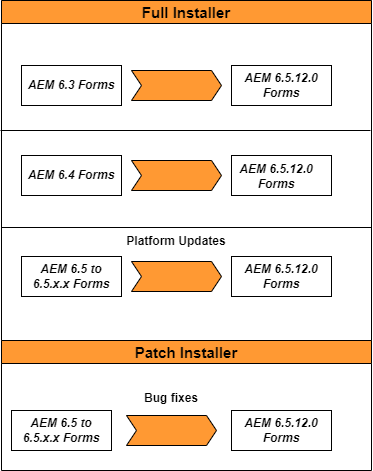 Full Installer
AEM 6.3 Forms
AEM 6.5.12.0
Forms
AEM 6.4 Forms
AEM 6.5.12.0
Forms
Platform Updates
AEM 6.5 to
6.5.x.x Forms
AEM 6.5.12.0
Forms
Patch Installer
Bug fixes
AEM 6.5 to
6.5.x.x Forms
AEM 6.5.12.0
Forms